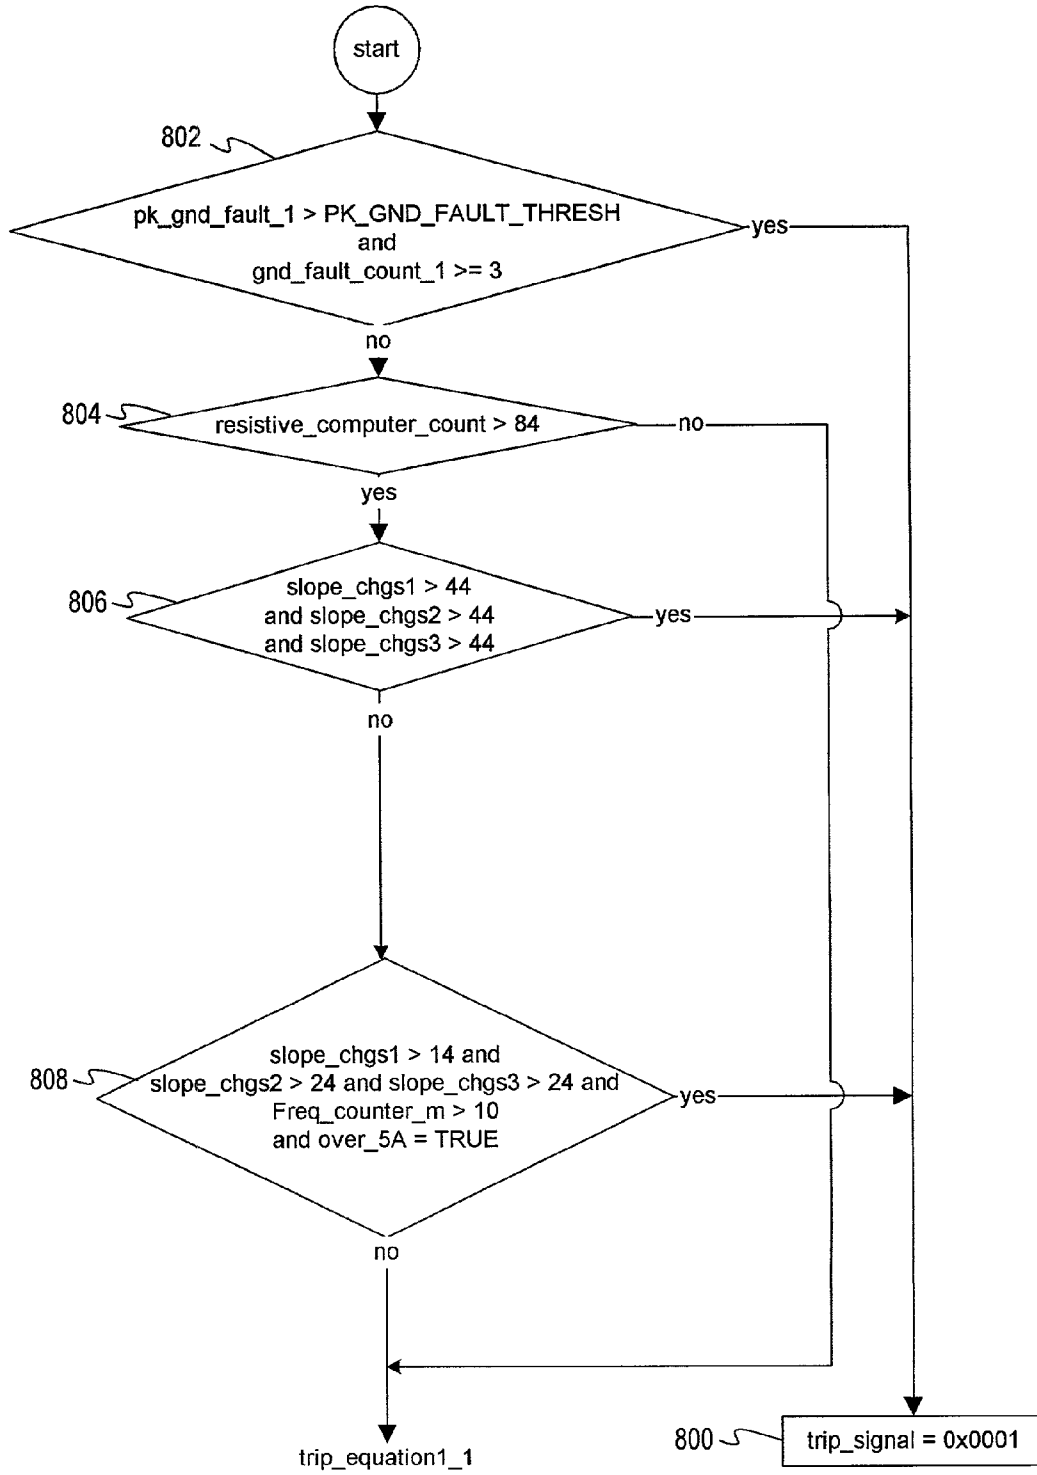 start
802
pk_gnd_fault_1 > PK_GND_FAULT_THRESH
and
gnd_fault_count_1 >= 3
yes
no
804
resistive_computer_count > 84
no
yes
806
slope_chgs1 > 44
and slope_chgs2 > 44
and slope_chgs3 > 44
yes
no
808
slope_chgs1 > 14 and
slope_chgs2 > 24 and slope_chgs3 > 24 and
Freq_counter_m > 10
and over_5A = TRUE
yes
no
trip_equation1_1
800
trip_signal = 0x0001